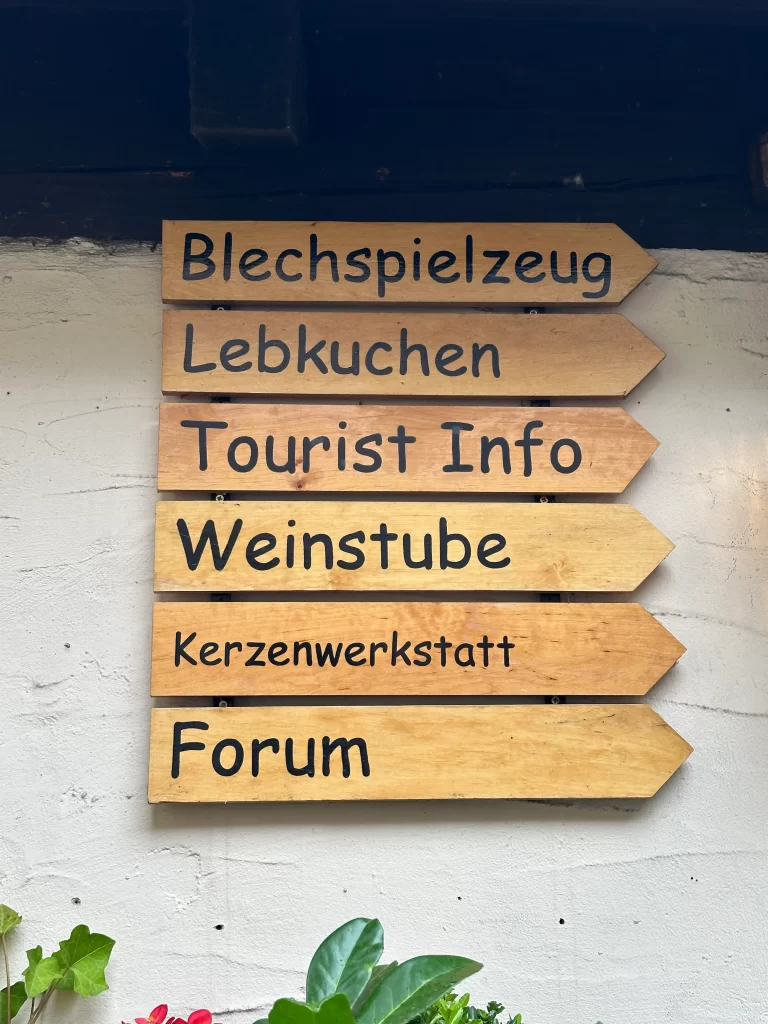 Blechspielzeug
Lebkuchen
Tourist Info
Weinstube
Kerzenwerkstatt
Forum